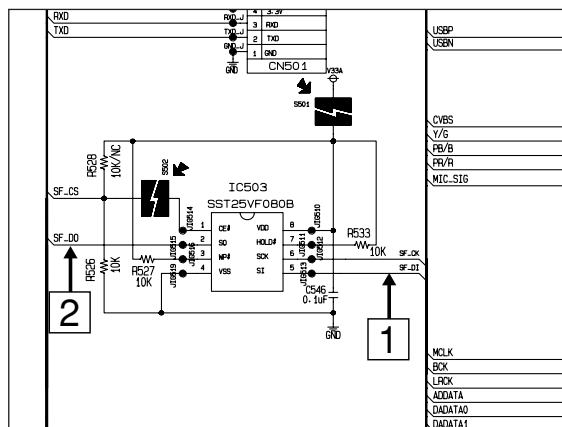 RXD
TXD
RXD_J
TXD_J
GND_J
4 3.3V
3 RXD
2 TXD
1 GND
CN501
GND
V33A
S501
USBP
USBN
CVBS
Y/G
PB/B
PR/R
MIC_SIG
R528
10K/NC
S502
SF_CS
SF_DO
IC503
SST25VF080B
JIG514
JIG515
JIG516
JIG519
1 CE# VDD 8
2 SO HOLD# 7
3 WP# SCK 6
4 VSS SI 5
JIG510
JIG511
JIG512
JIG513
R533
10K
SF_CK
SF_DI
R526
10K
R527
10K
C546
0.1uF
GND
2
1
MCLK
BCK
LRCK
ADDATA
DADATA0
DADATA1